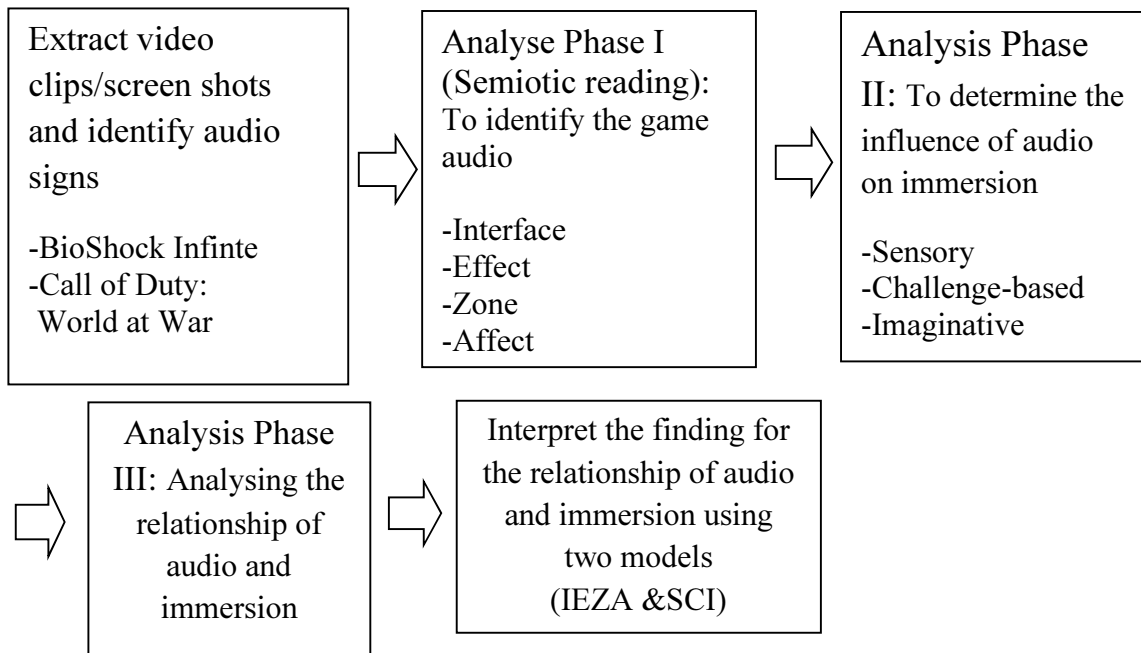 Extract video
clips/screen shots
and identify audio
signs
-BioShock Infinte
-Call of Duty:
World at War
Analyse Phase I
(Semiotic reading):
To identify the game
audio
-Interface
-Effect
-Zone
-Affect
Analysis Phase
II: To determine the
influence of audio
on immersion
-Sensory
-Challenge-based
-Imaginative
Analysis Phase
III: Analysing the
relationship of
audio and
immersion
Interpret the finding for
the relationship of audio
and immersion using
two models
(IEZA &SCI)